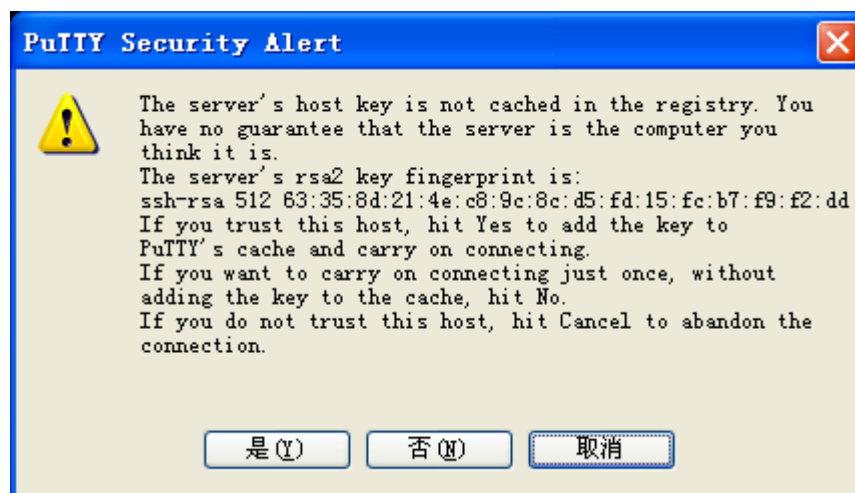 PuTTY Security Alert
The server's host key is not cached in the registry. You
have no guarantee that the server is the computer you
think it is.
The server's rsa2 key fingerprint is:
ssh-rsa 512 63:35:8d:21:4e:c8:9c:8c:d5:fd:15:fc:b7:f9:f2:dd
If you trust this host, hit Yes to add the key to
PuTTY's cache and carry on connecting.
If you want to carry on connecting just once, without
adding the key to the cache, hit No.
If you do not trust this host, hit Cancel to abandon the
connection.
是(Y) 否(N) 取消